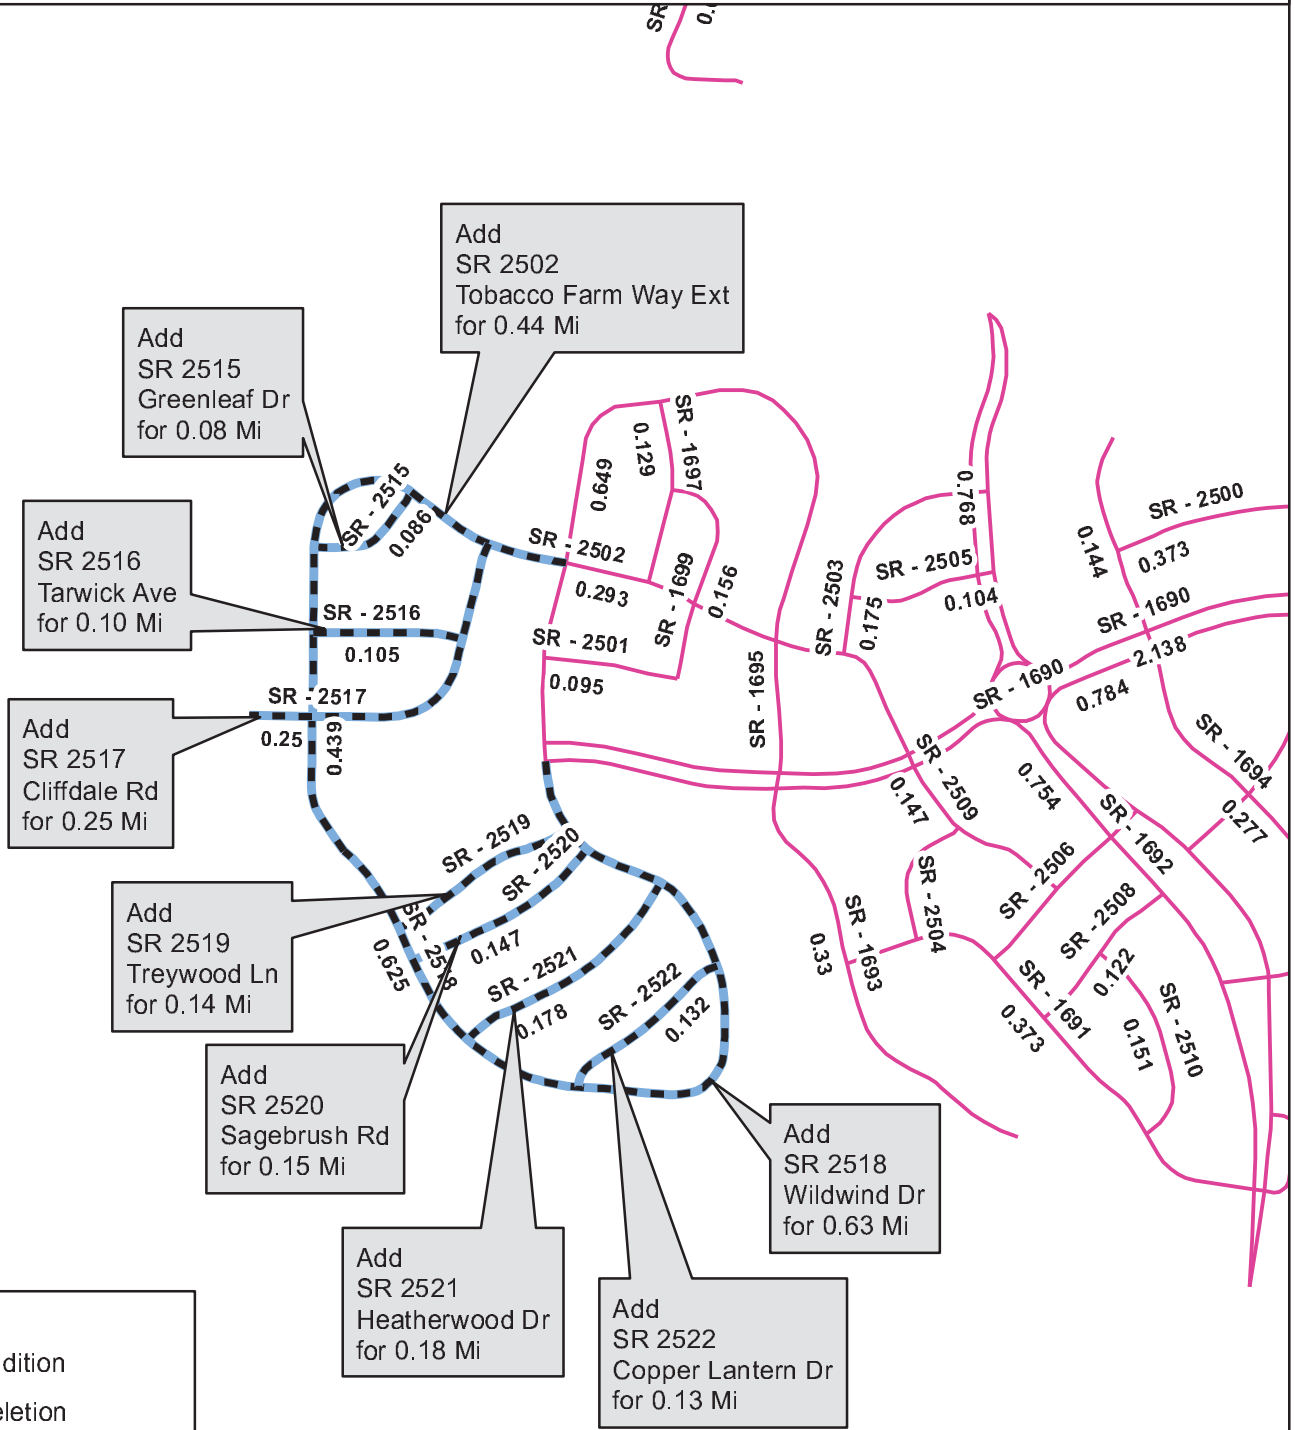 SR
Add
SR 2502
Tobacco Farm Way Ext
for 0.44 Mi
Add
SR 2515
Greenleaf Dr
for 0.08 Mi
Add
SR 2516
Tarwick Ave
for 0.10 Mi
Add
SR 2517
Cliffdale Rd
for 0.25 Mi
Add
SR 2519
Treywood Ln
for 0.14 Mi
Add
SR 2520
Sagebrush Rd
for 0.15 Mi
Add
SR 2521
Heatherwood Dr
for 0.18 Mi
Add
SR 2522
Copper Lantern Dr
for 0.13 Mi
Add
SR 2518
Wildwind Dr
for 0.63 Mi
SR - 2515
0.086
SR - 2502
0.293
SR - 2516
0.105
SR - 2517
0.25
0.439
SR - 2519
SR - 2520
0.147
SR - 2518
0.625
SR - 2521
0.178
SR - 2522
0.132
0.649
0.129
SR - 1697
SR - 1699
0.156
SR - 2501
0.095
SR - 1695
SR - 2503
0.175
SR - 2505
0.104
0.768
0.144
SR - 2500
0.373
SR - 1690
2.138
SR - 1690
0.784
SR - 1694
0.277
SR - 2509
0.147
0.754
SR - 1692
SR - 2506
SR - 2508
0.122
SR - 2504
SR - 1693
0.33
SR - 1691
0.373
0.151
SR - 2510
dition
eletion